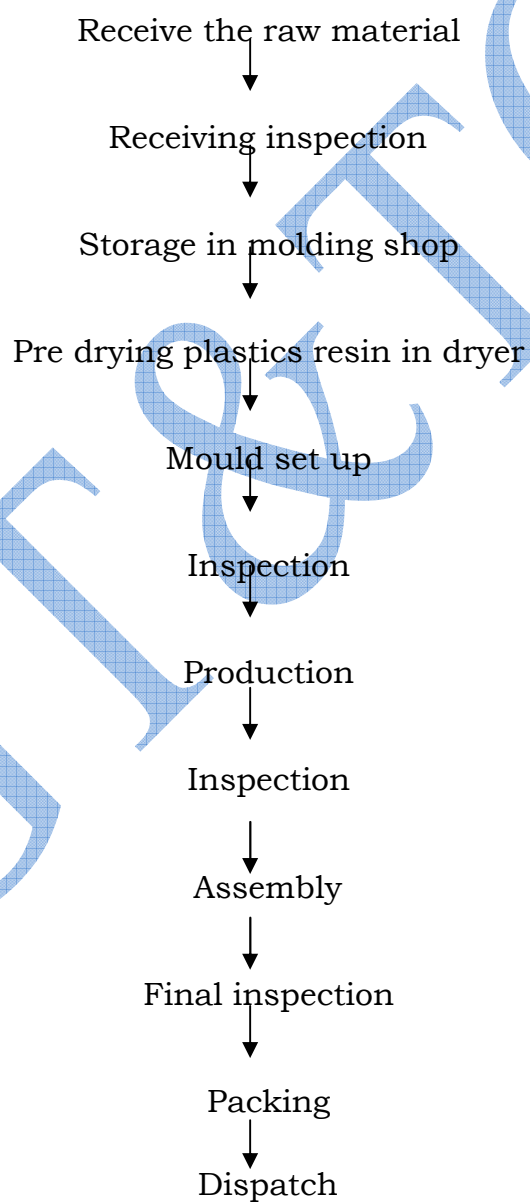 Receive the raw material
Receiving inspection
Storage in molding shop
Pre drying plastics resin in dryer
Mould set up
Inspection
Production
Inspection
Assembly
Final inspection
Packing
Dispatch